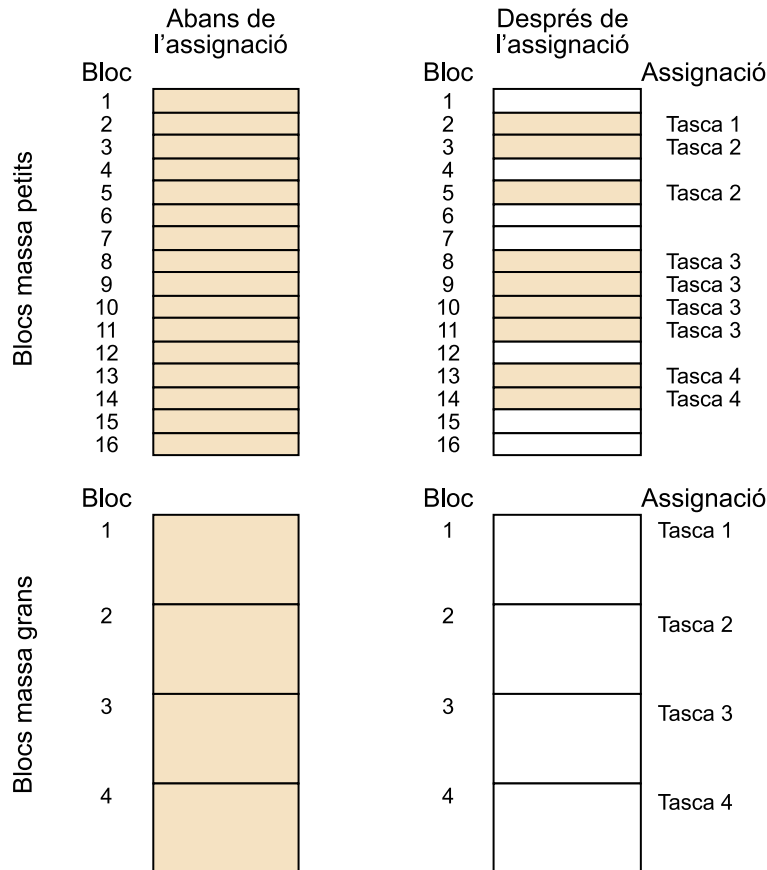 Abans de
l'assignació
Després de
l'assignació
Bloc
Bloc
Assignació
Blocs massa petits
1
1
2
2
Tasca 1
3
3
Tasca 2
4
4
5
5
Tasca 2
6
6
7
7
8
8
Tasca 3
9
9
Tasca 3
10
10
Tasca 3
11
11
Tasca 3
12
12
13
13
Tasca 4
14
14
Tasca 4
15
15
16
16
Bloc
Bloc
Assignació
Blocs massa grans
1
1
Tasca 1
2
2
Tasca 2
3
3
Tasca 3
4
4
Tasca 4